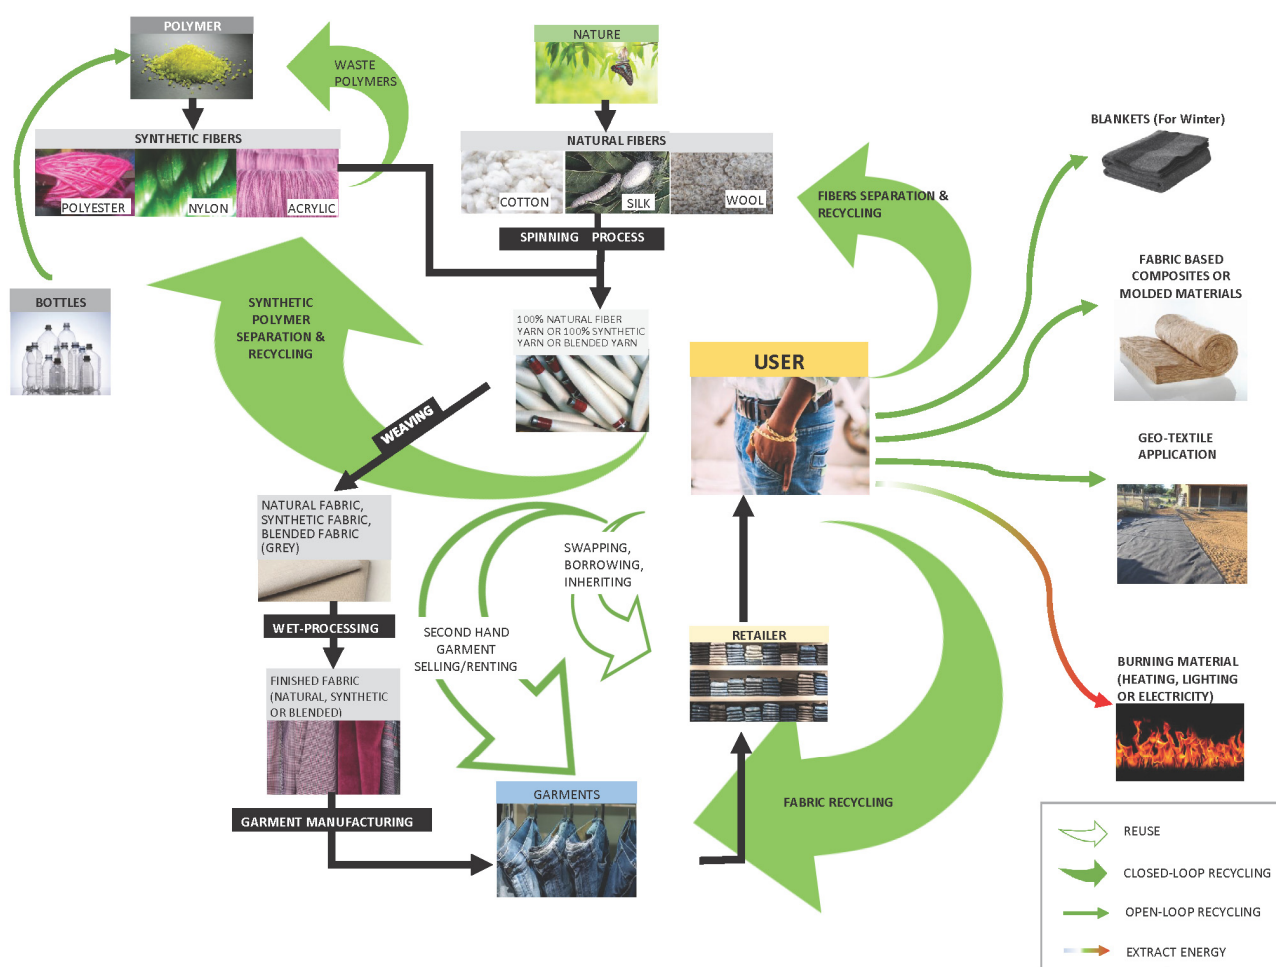 POLYMER
NATURE
WASTE
POLYMERS
SYNTHETIC FIBERS
POLYESTER
NYLON
ACRYLIC
NATURAL FIBERS
COTTON
SILK
WOOL
SPINNING PROCESS
BLANKETS (For Winter)
FIBERS SEPARATION &
RECYCLING
FABRIC BASED
COMPOSITES OR
MOLDED MATERIALS
BOTTLES
SYNTHETIC
POLYMER
SEPARATION &
RECYCLING
100% NATURAL FIBER
YARN OR 100% SYNTHETIC
YARN OR BLENDED YARN
USER
WEAVING
GEO-TEXTILE
APPLICATION
NATURAL FABRIC,
SYNTHETIC FABRIC,
BLENDED FABRIC
(GREY)
SWAPPING,
BORROWING,
INHERITING
WET-PROCESSING
SECOND HAND
GARMENT
SELLING/RENTING
RETAILER
FINISHED FABRIC
(NATURAL, SYNTHETIC
OR BLENDED)
BURNING MATERIAL
(HEATING, LIGHTING
OR ELECTRICITY)
GARMENTS
FABRIC RECYCLING
GARMENT MANUFACTURING
REUSE
CLOSED-LOOP RECYCLING
OPEN-LOOP RECYCLING
EXTRACT ENERGY